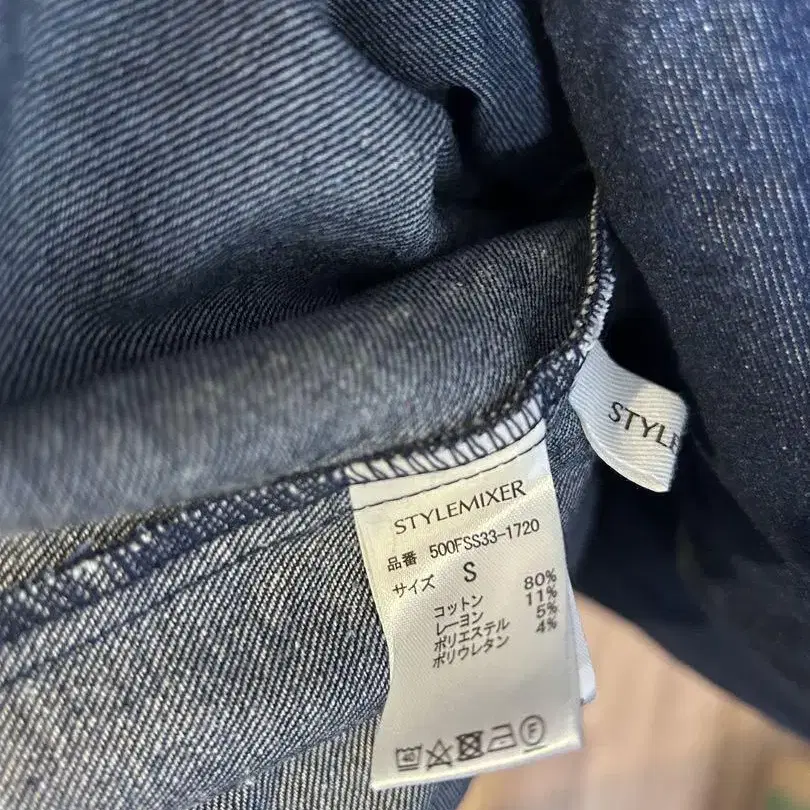 STYLEMIXER
品番 500FSS33-1720
サイズ S
コットン 80%
レーヨン 11%
ポリエステル 5%
ポリウレタン 4%
40
F